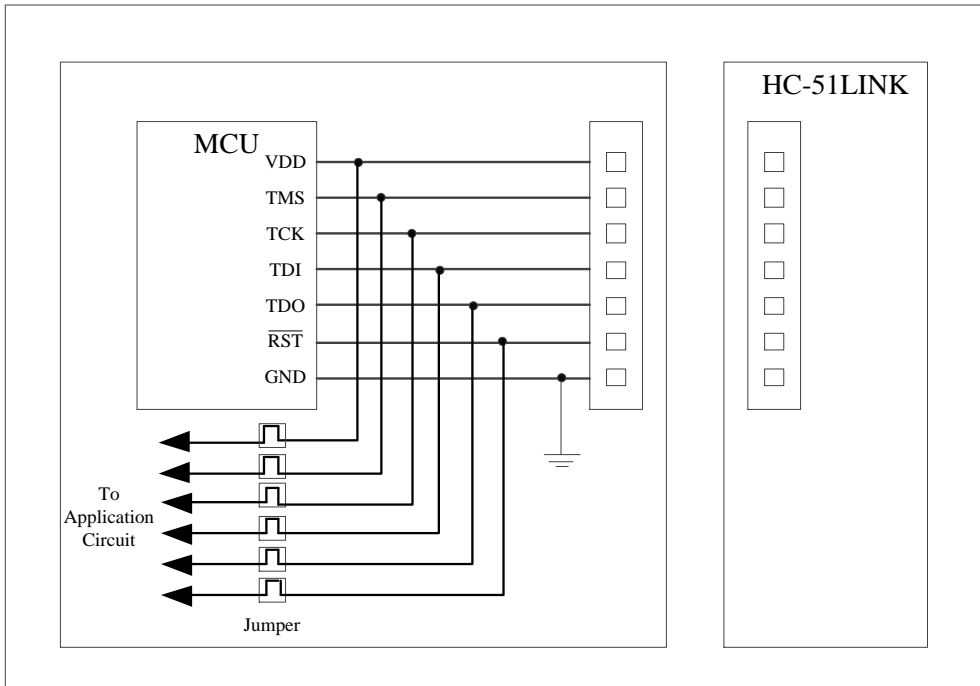 HC-51LINK
MCU
VDD
TMS
TCK
TDI
TDO
RST
GND
To
Application
Circuit
Jumper